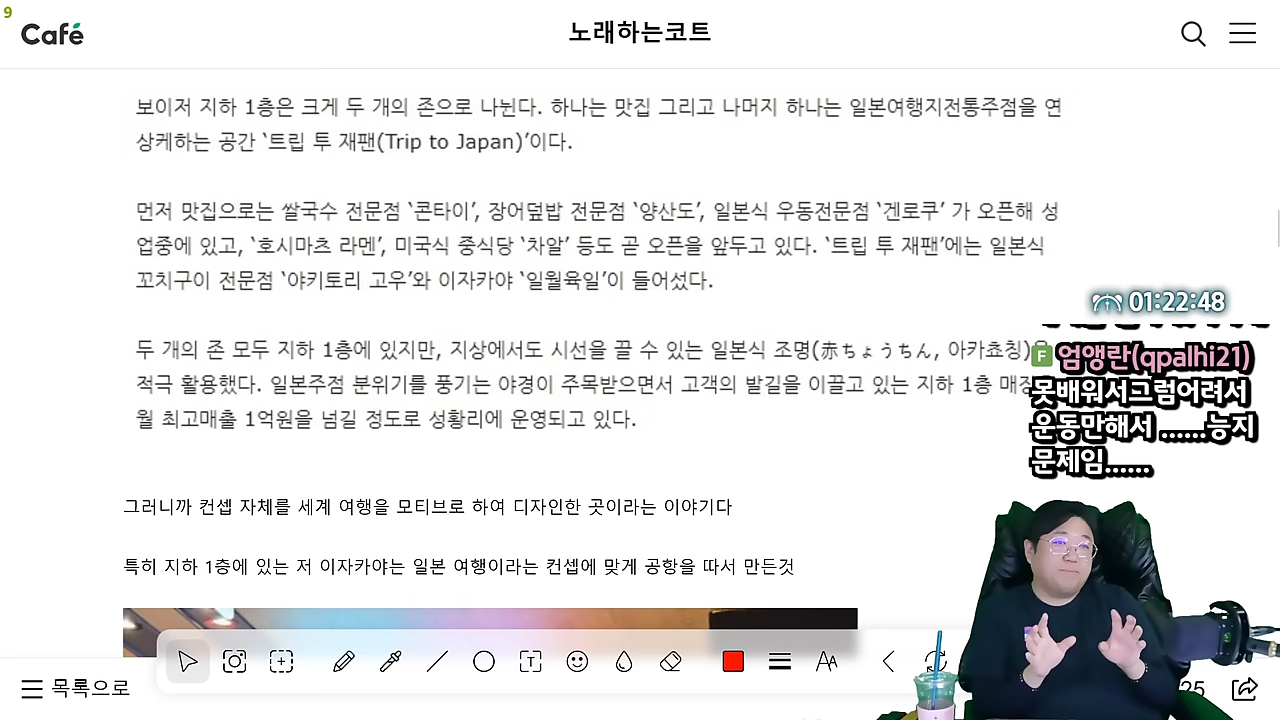 9
Café
노래하는코트
보이저 지하 1층은 크게 두 개의 존으로 나뉜다. 하나는 맛집 그리고 나머지 하나는 일본여행지전통주점을 연
상케하는 공간 ‘트립 투 재팬(Trip to Japan)’이다.
먼저 맛집으로는 쌀국수 전문점 ‘콘타이’, 장어덮밥 전문점 ‘양산도’, 일본식 우동전문점 ‘겐로쿠’ 가 오픈해 성
업중에 있고, ‘호시마츠 라멘’, 미국식 중식당 ‘차알’ 등도 곧 오픈을 앞두고 있다. ‘트립 투 재팬’에는 일본식
꼬치구이 전문점 ‘야키토리 고우’와 이자카야 ‘일월육일’이 들어섰다.
01:22:48
두 개의 존 모두 지하 1층에 있지만, 지상에서도 시선을 끌 수 있는 일본식 조명(赤ちょうちん, 아카쵸칭)
적극 활용했다. 일본주점 분위기를 풍기는 야경이 주목받으면서 고객의 발길을 이끌고 있는 지하 1층
월 최고매출 1억원을 넘길 정도로 성황리에 운영되고 있다.
F 엄앵란(qpalhi21)
못배워서그럼어려서
운동만해서 ......능지
문제임......
그러니까 컨셉 자체를 세계 여행을 모티브로 하여 디자인한 곳이라는 이야기다
특히 지하 1층에 있는 저 이자카야는 일본 여행이라는 컨셉에 맞게 공항을 따서 만든것
T
AA
목록으로
25